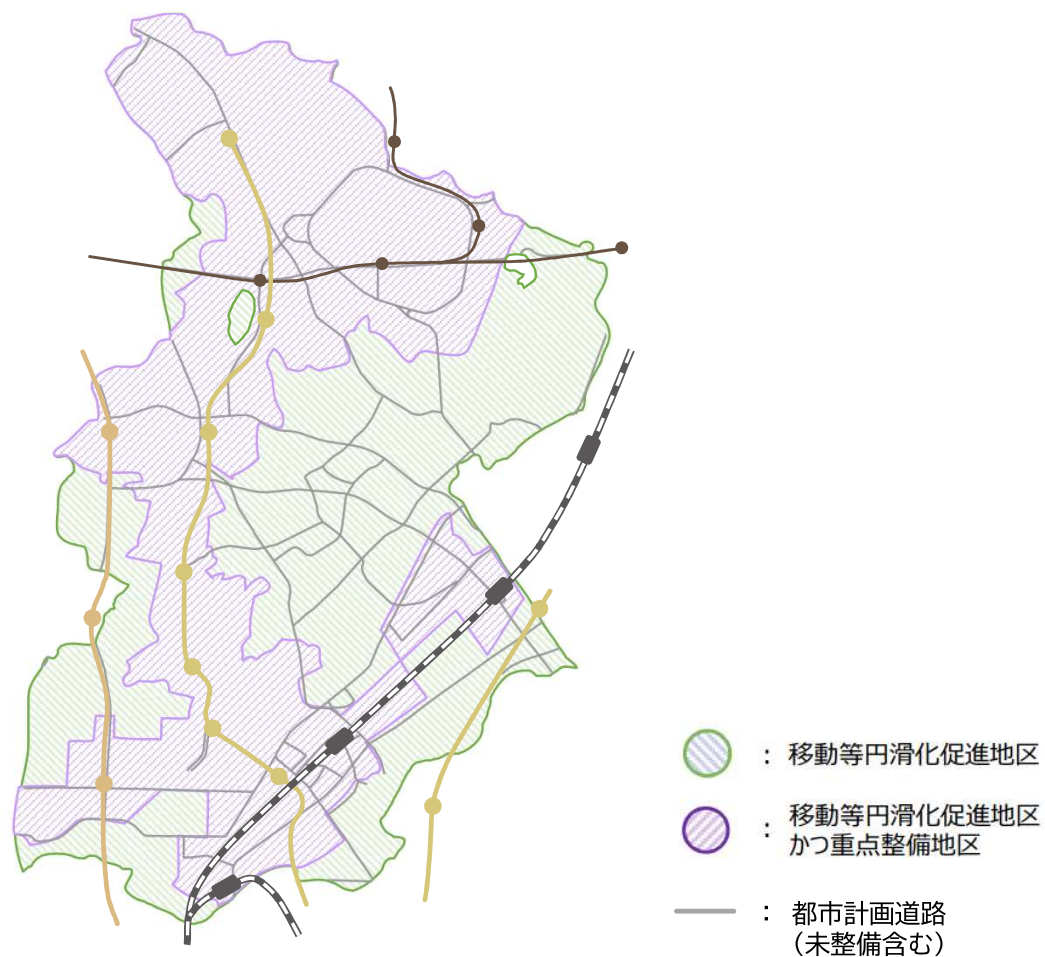 ： 移動等円滑化促進地区
： 移動等円滑化促進地区
かつ重点整備地区
： 都市計画道路
（未整備含む）